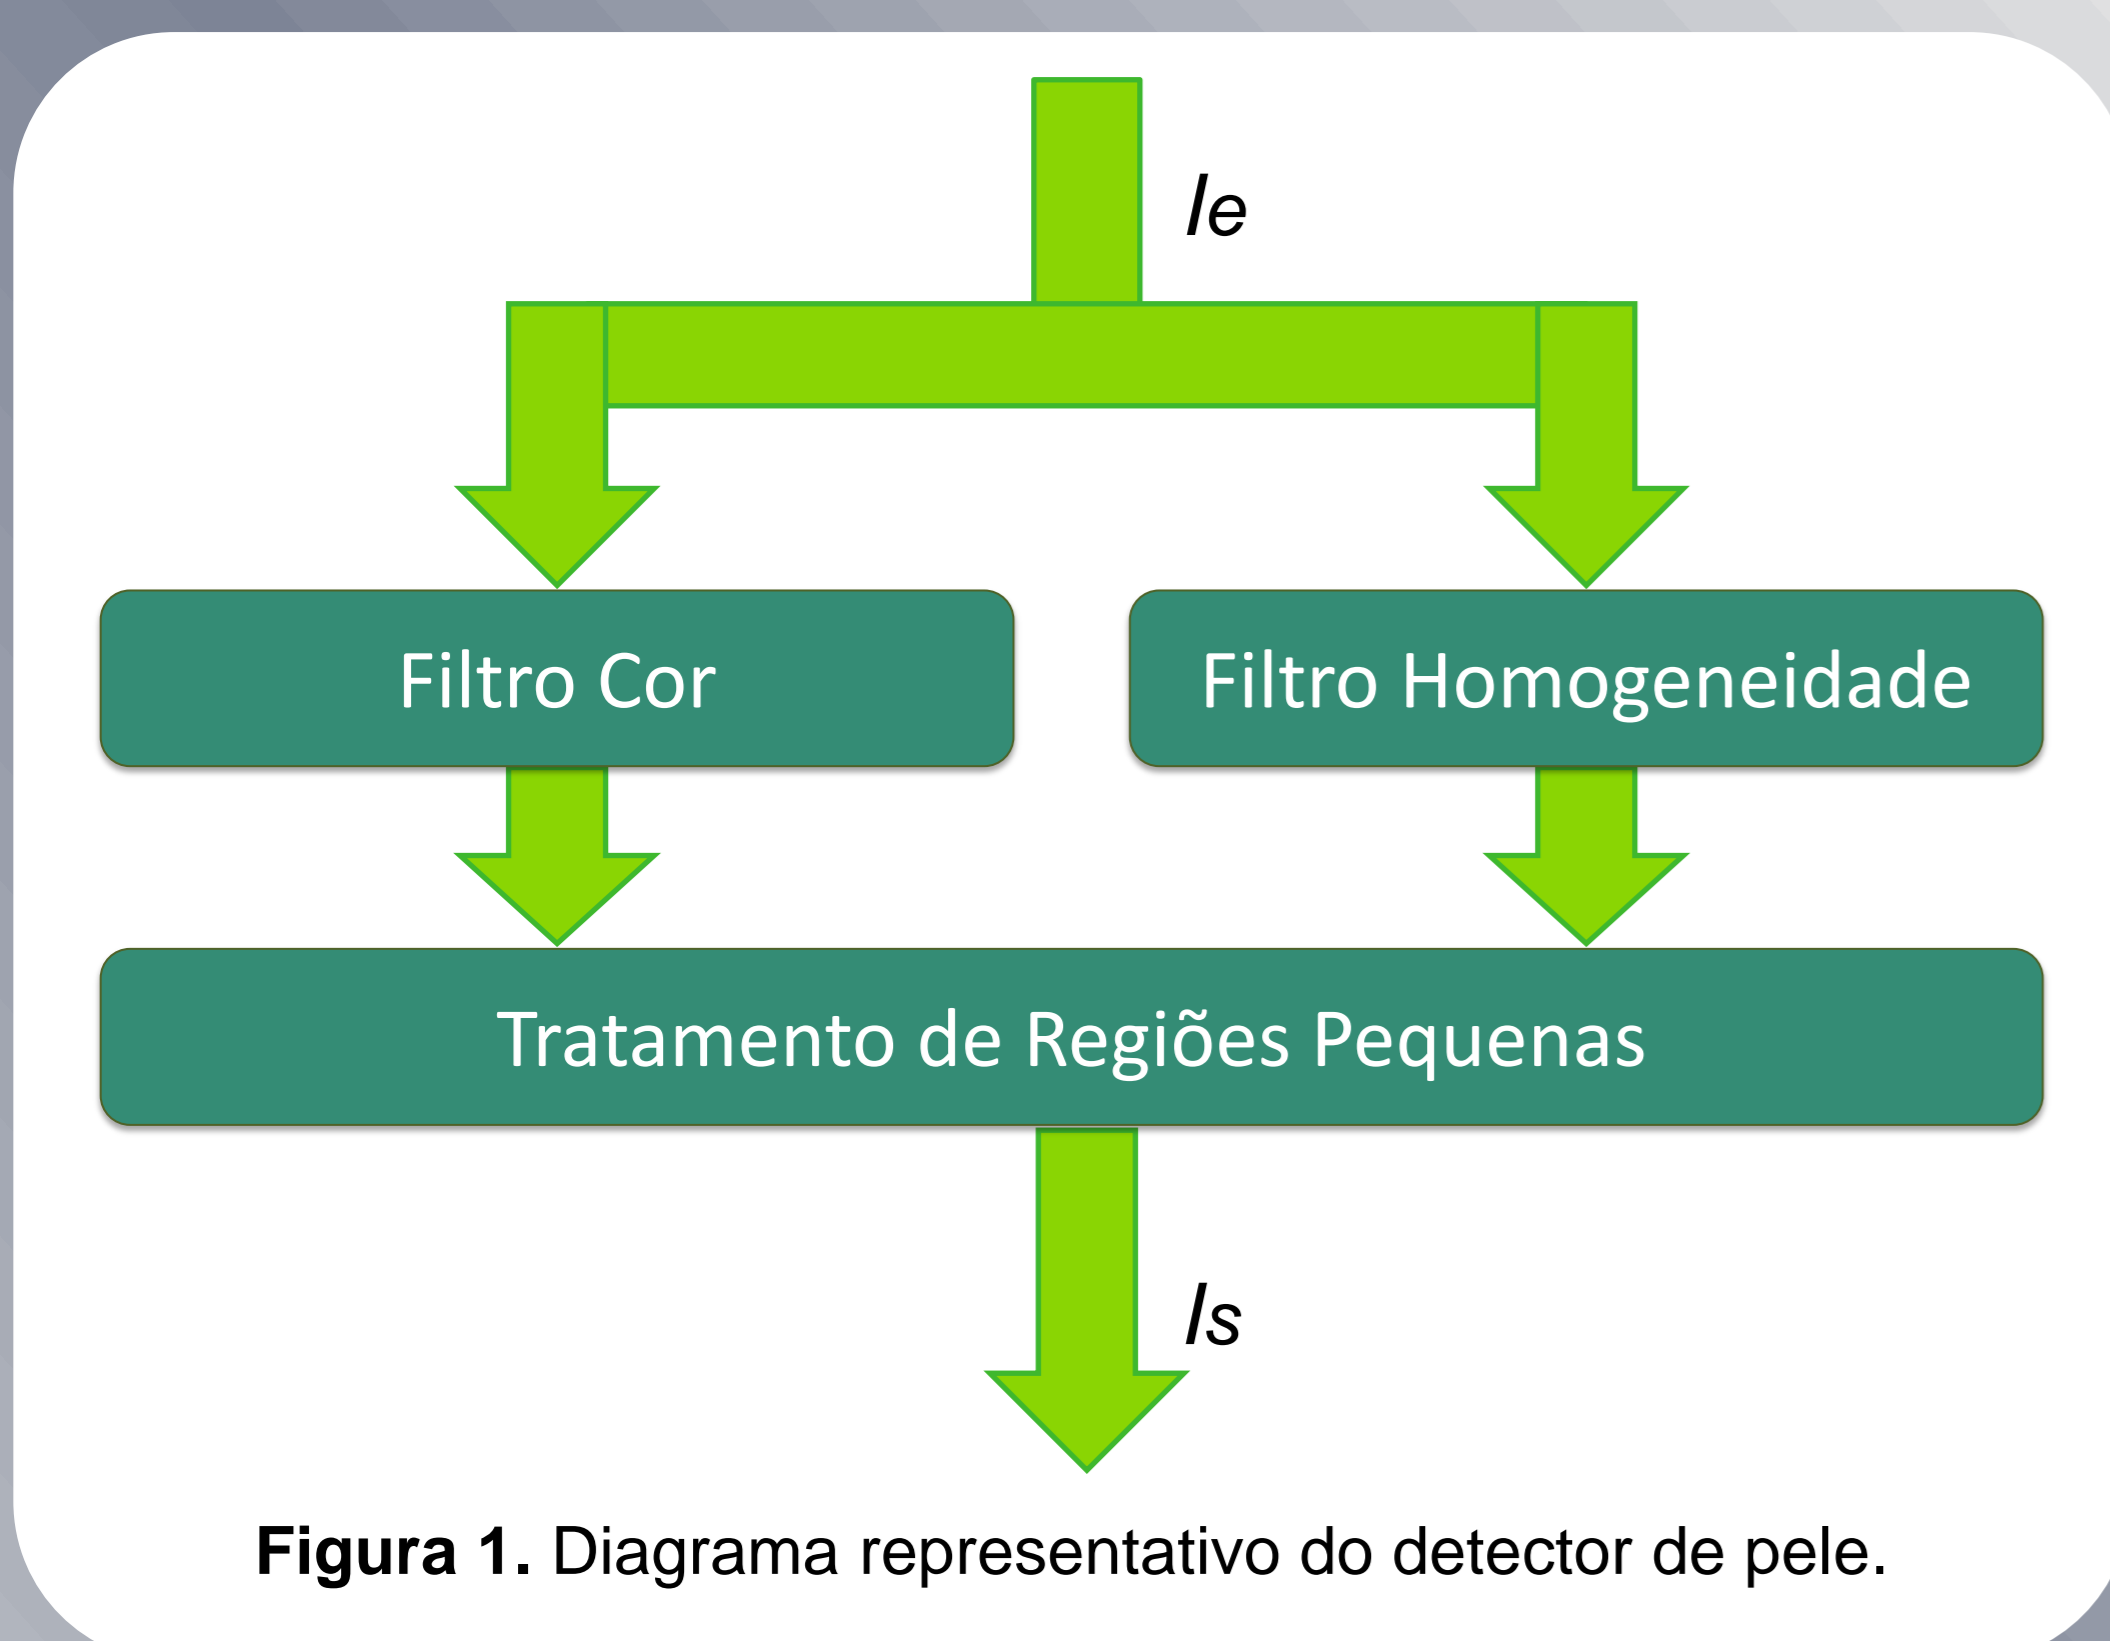 Ie
Filtro Cor
Filtro Homogeneidade
Tratamento de Regiões Pequenas
Is
Figura 1. Diagrama representativo do detector de pele.